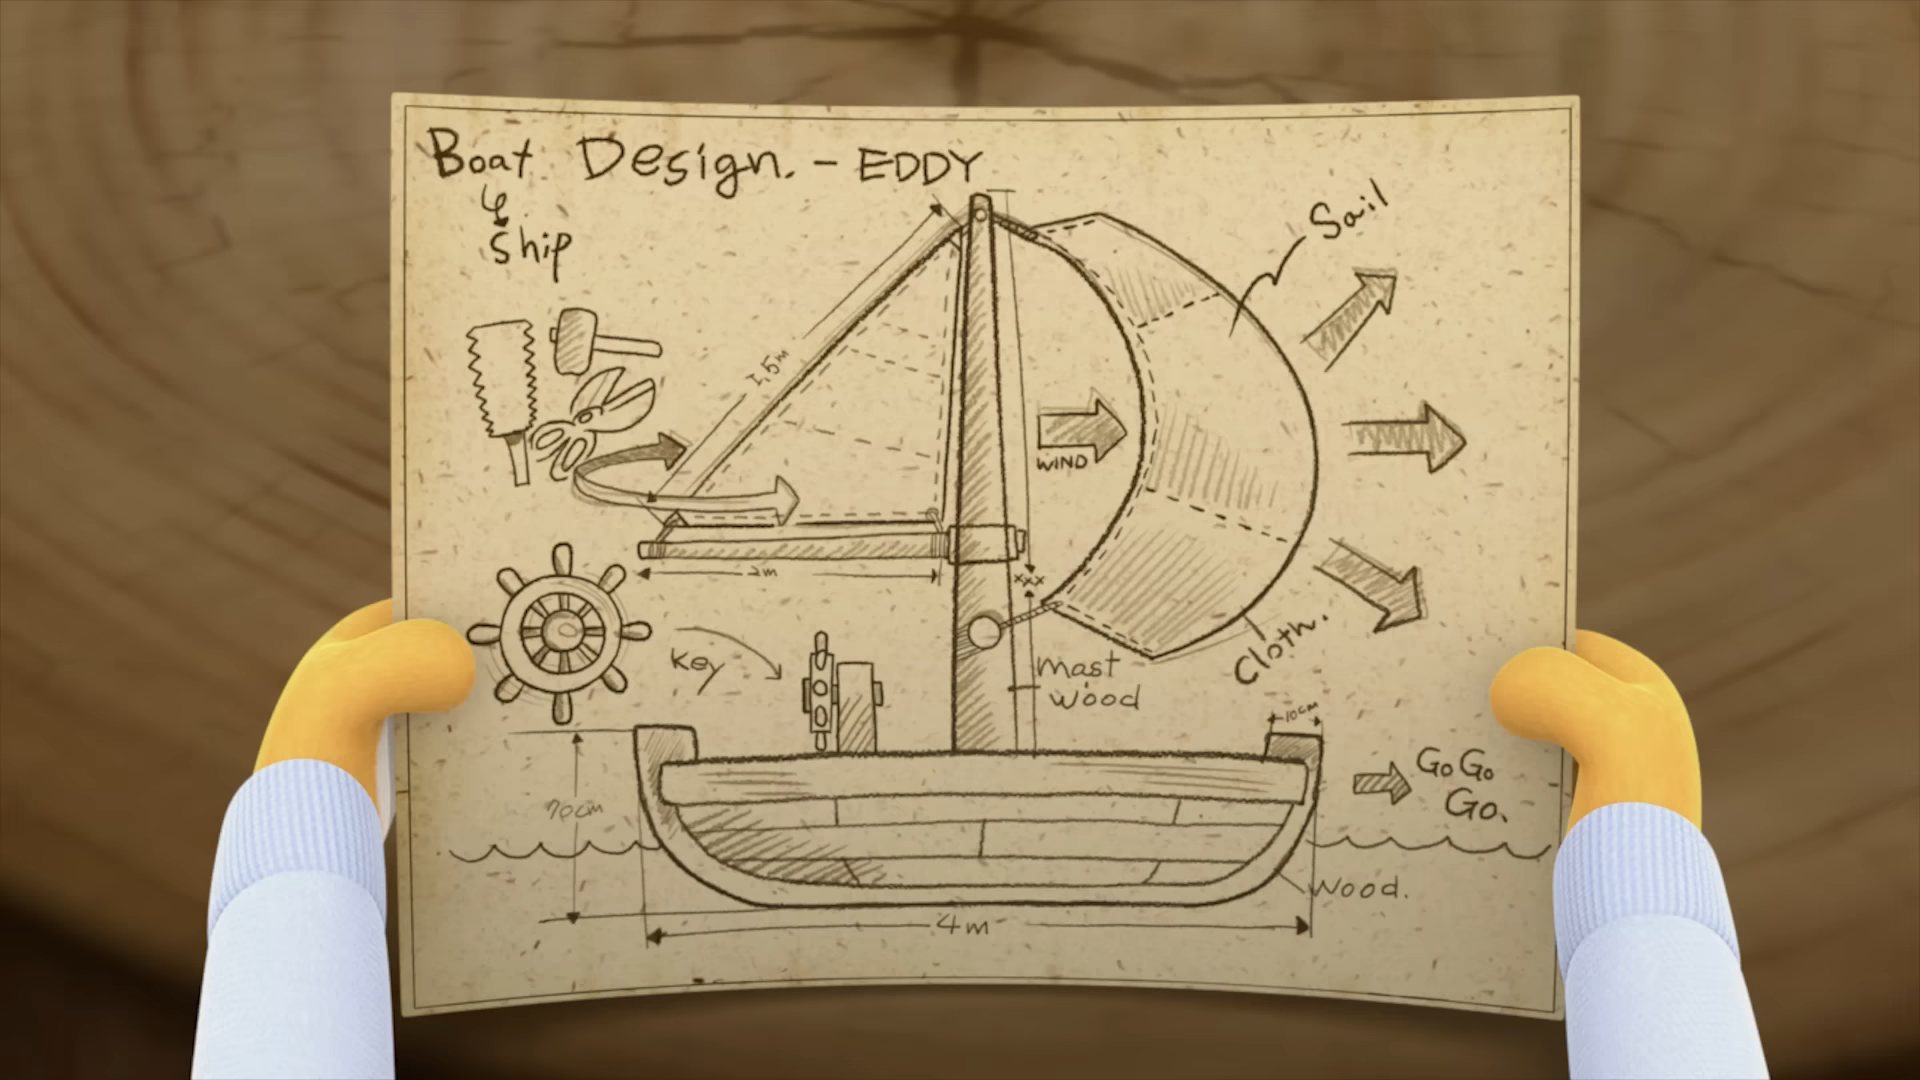 Boat Design. - EDDY
Ship
Sail
1,5m
WIND
2m
xxx
Key
Mast
Wood
Cloth.
10cm
Go Go
Go.
70cm
Wood.
4m